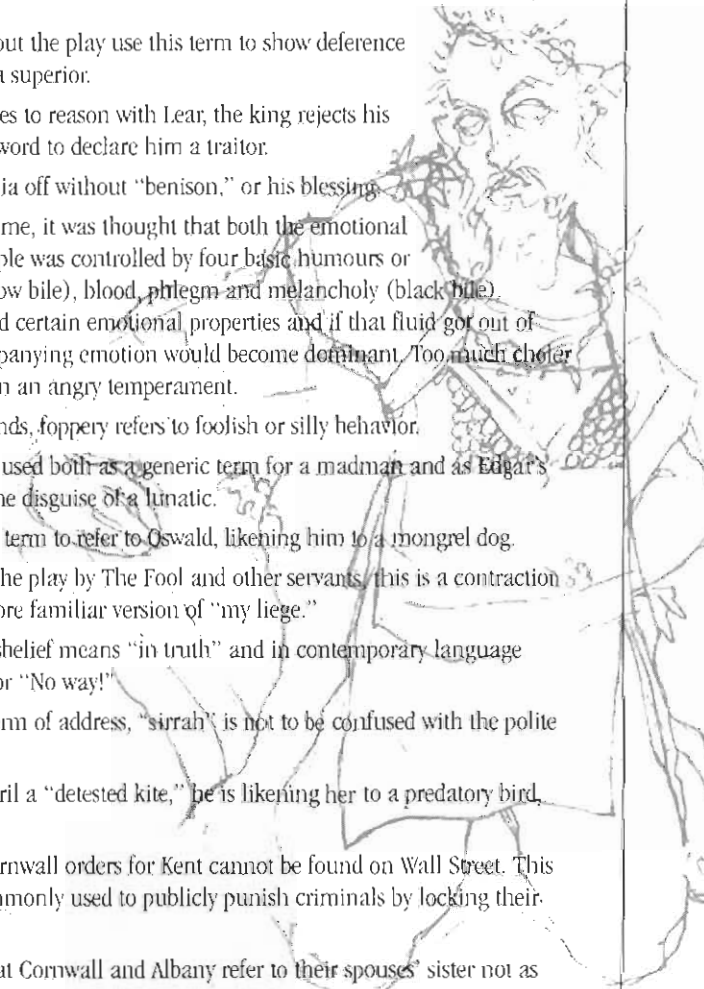 out the play use this term to show deference
a superior.
es to reason with Lear, the king rejects his
word to declare him a traitor.
ia off without “benison,” or his blessing.
me, it was thought that both the emotional
ple was controlled by four basic humours or
ow bile), blood, phlegm and melancholy (black bile).
d certain emotional properties and if that fluid got out of
panying emotion would become dominant. Too much choler
n an angry temperament.
nds, foppery refers to foolish or silly behavior.
used both as a generic term for a madman and as Edgar's
he disguise of a lunatic.
term to refer to Oswald, likening him to a mongrel dog.
he play by The Fool and other servants, this is a contraction
ore familiar version of “my liege.”
sbelief means “in truth” and in contemporary language
or “No way!”
rm of address, “sirrah” is not to be confused with the polite
ril a “detested kite,” he is likening her to a predatory bird,
rnwall orders for Kent cannot be found on Wall Street. This
mmonly used to publicly punish criminals by locking their
at Cornwall and Albany refer to their spouses’ sister not as